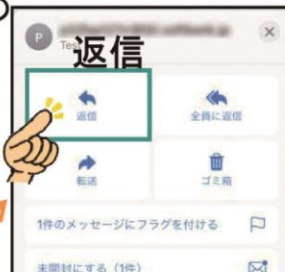 P
Test
返信
返信
全員に返信
転送
ゴミ箱
1件のメッセージにフラグを付ける
未開封にする（1件）